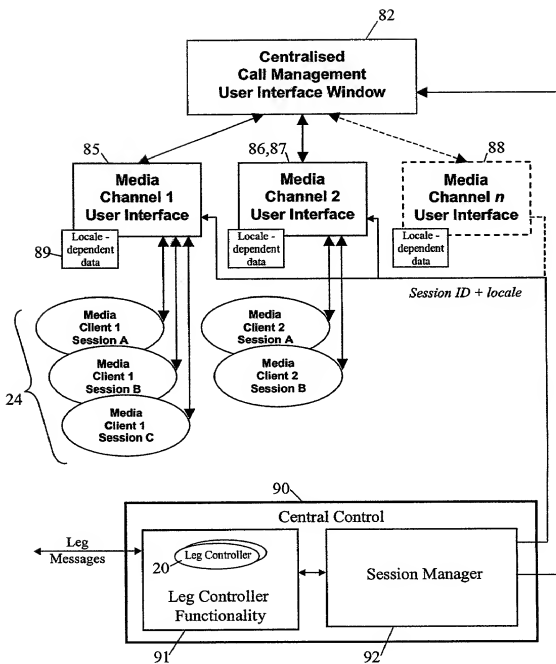 82
Centralised
Call Management
User Interface Window
85
Media
Channel 1
User Interface
86,87
Media
Channel 2
User Interface
88
Media
Channel n
User Interface
89
Locale -
dependent
data
Locale -
dependent
data
Locale -
dependent
data
Session ID + locale
24
Media
Client 1
Session A
Media
Client 1
Session B
Media
Client 1
Session C
Media
Client 2
Session A
Media
Client 2
Session B
90
Central Control
Leg
Messages
20
Leg Controller
Leg Controller
Functionality
Session Manager
91
92